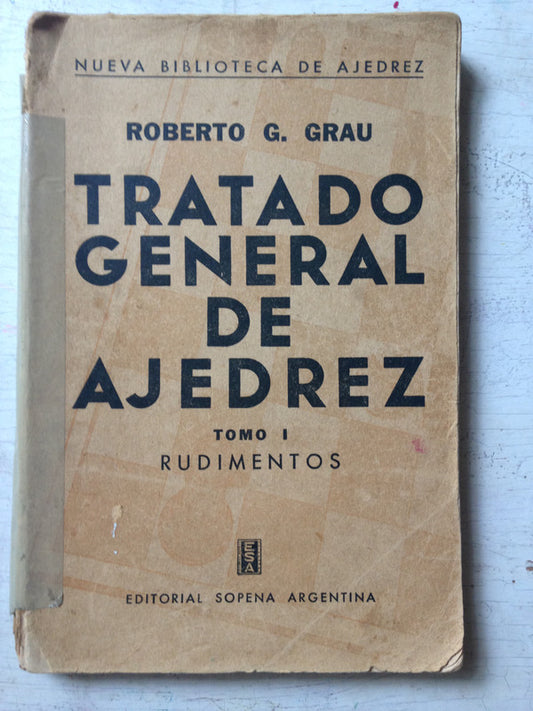 NUEVA BIBLIOTECA DE AJEDREZ
ROBERTO G. GRAU
TRATADO
GENERAL
DE
AJEDREZ
TOMO I
RUDIMENTOS
ESA
EDITORIAL SOPENA ARGENTINA